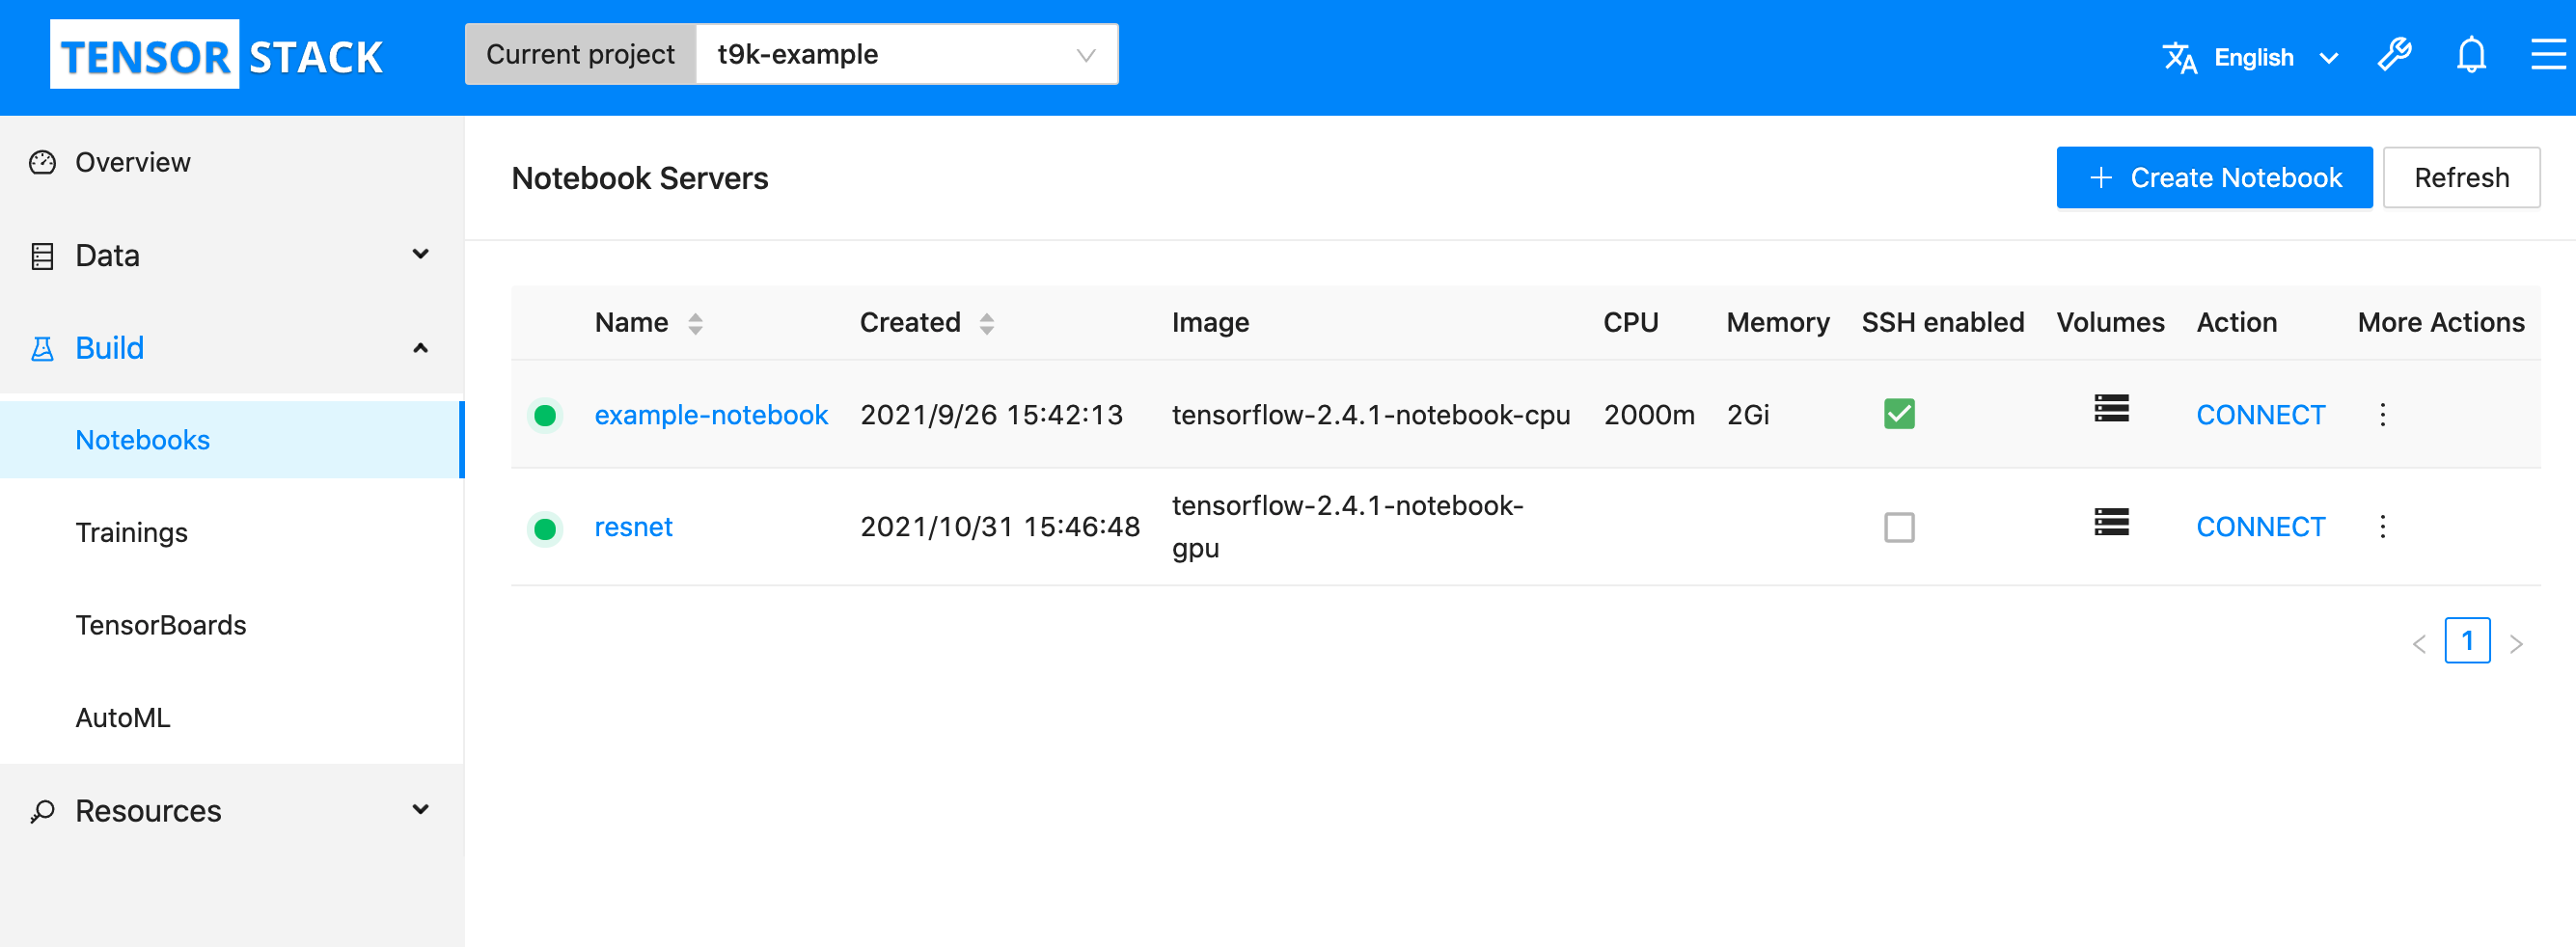 TENSOR STACK
Current project t9k-example
English
Overview
Data
Build
Notebooks
Trainings
TensorBoards
AutoML
Resources
Notebook Servers
Create Notebook
Refresh
Name Created Image CPU Memory SSH enabled Volumes Action More Actions
example-notebook 2021/9/26 15:42:13 tensorflow-2.4.1-notebook-cpu 2000m 2Gi CONNECT
resnet 2021/10/31 15:46:48 tensorflow-2.4.1-notebook- CONNECT
gpu
1